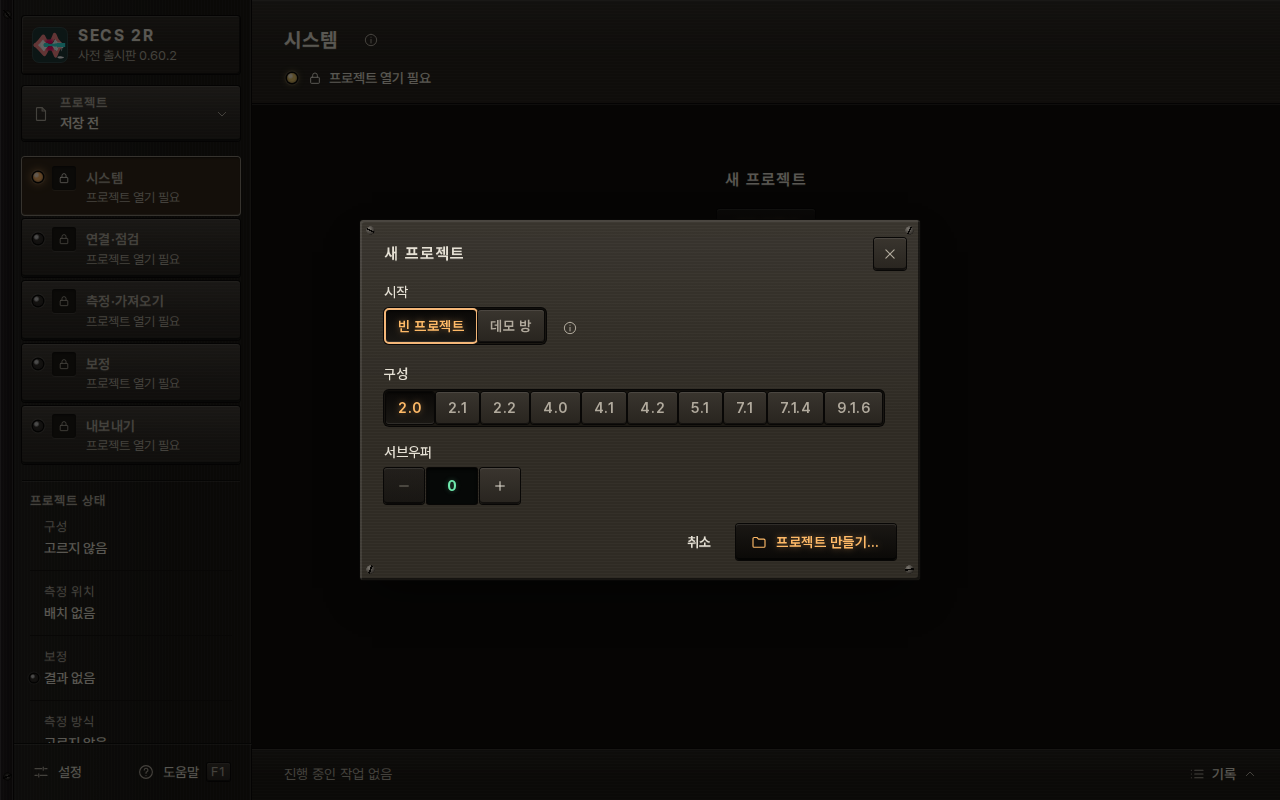 SECS 2R
사전 출시판 0.60.2
프로젝트
저장 전
시스템
프로젝트 열기 필요
연결·점검
프로젝트 열기 필요
측정·가져오기
프로젝트 열기 필요
보정
프로젝트 열기 필요
내보내기
프로젝트 열기 필요
프로젝트 상태
구성
고르지 않음
측정 위치
배치 없음
보정
결과 없음
측정 방식
고르지 않음
설정
도움말 F1
시스템
프로젝트 열기 필요
새 프로젝트
새 프로젝트
시작
빈 프로젝트 데모 방
구성
2.0 2.1 2.2 4.0 4.1 4.2 5.1 7.1 7.1.4 9.1.6
서브우퍼
− 0 +
취소 프로젝트 만들기...
진행 중인 작업 없음
기록